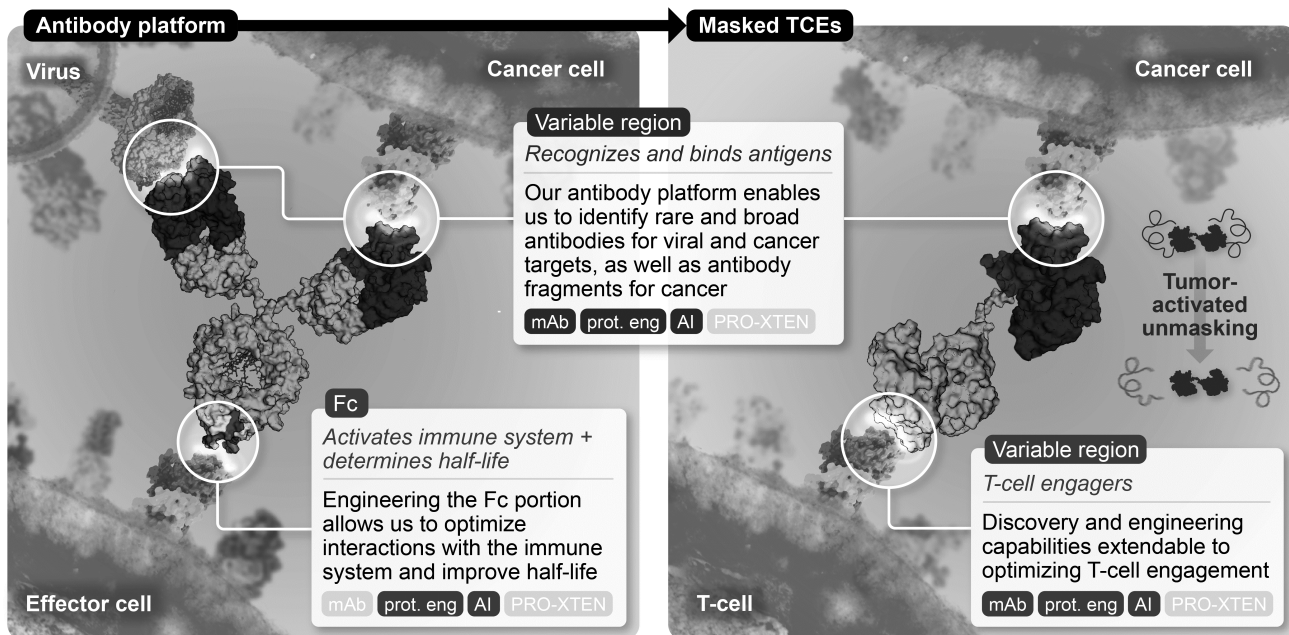 Antibody platform
Masked TCEs
Virus
Cancer cell
Variable region
Recognizes and binds antigens
Our antibody platform enables
us to identify rare and broad
antibodies for viral and cancer
targets, as well as antibody
fragments for cancer
mAb prot. eng AI PRO-XTEN
Fc
Activates immune system +
determines half-life
Engineering the Fc portion
allows us to optimize
interactions with the immune
system and improve half-life
mAb prot. eng AI PRO-XTEN
Effector cell
Cancer cell
Tumor-
activated
unmasking
Variable region
T-cell engagers
Discovery and engineering
capabilities extendable to
optimizing T-cell engagement
mAb prot. eng AI PRO-XTEN
T-cell